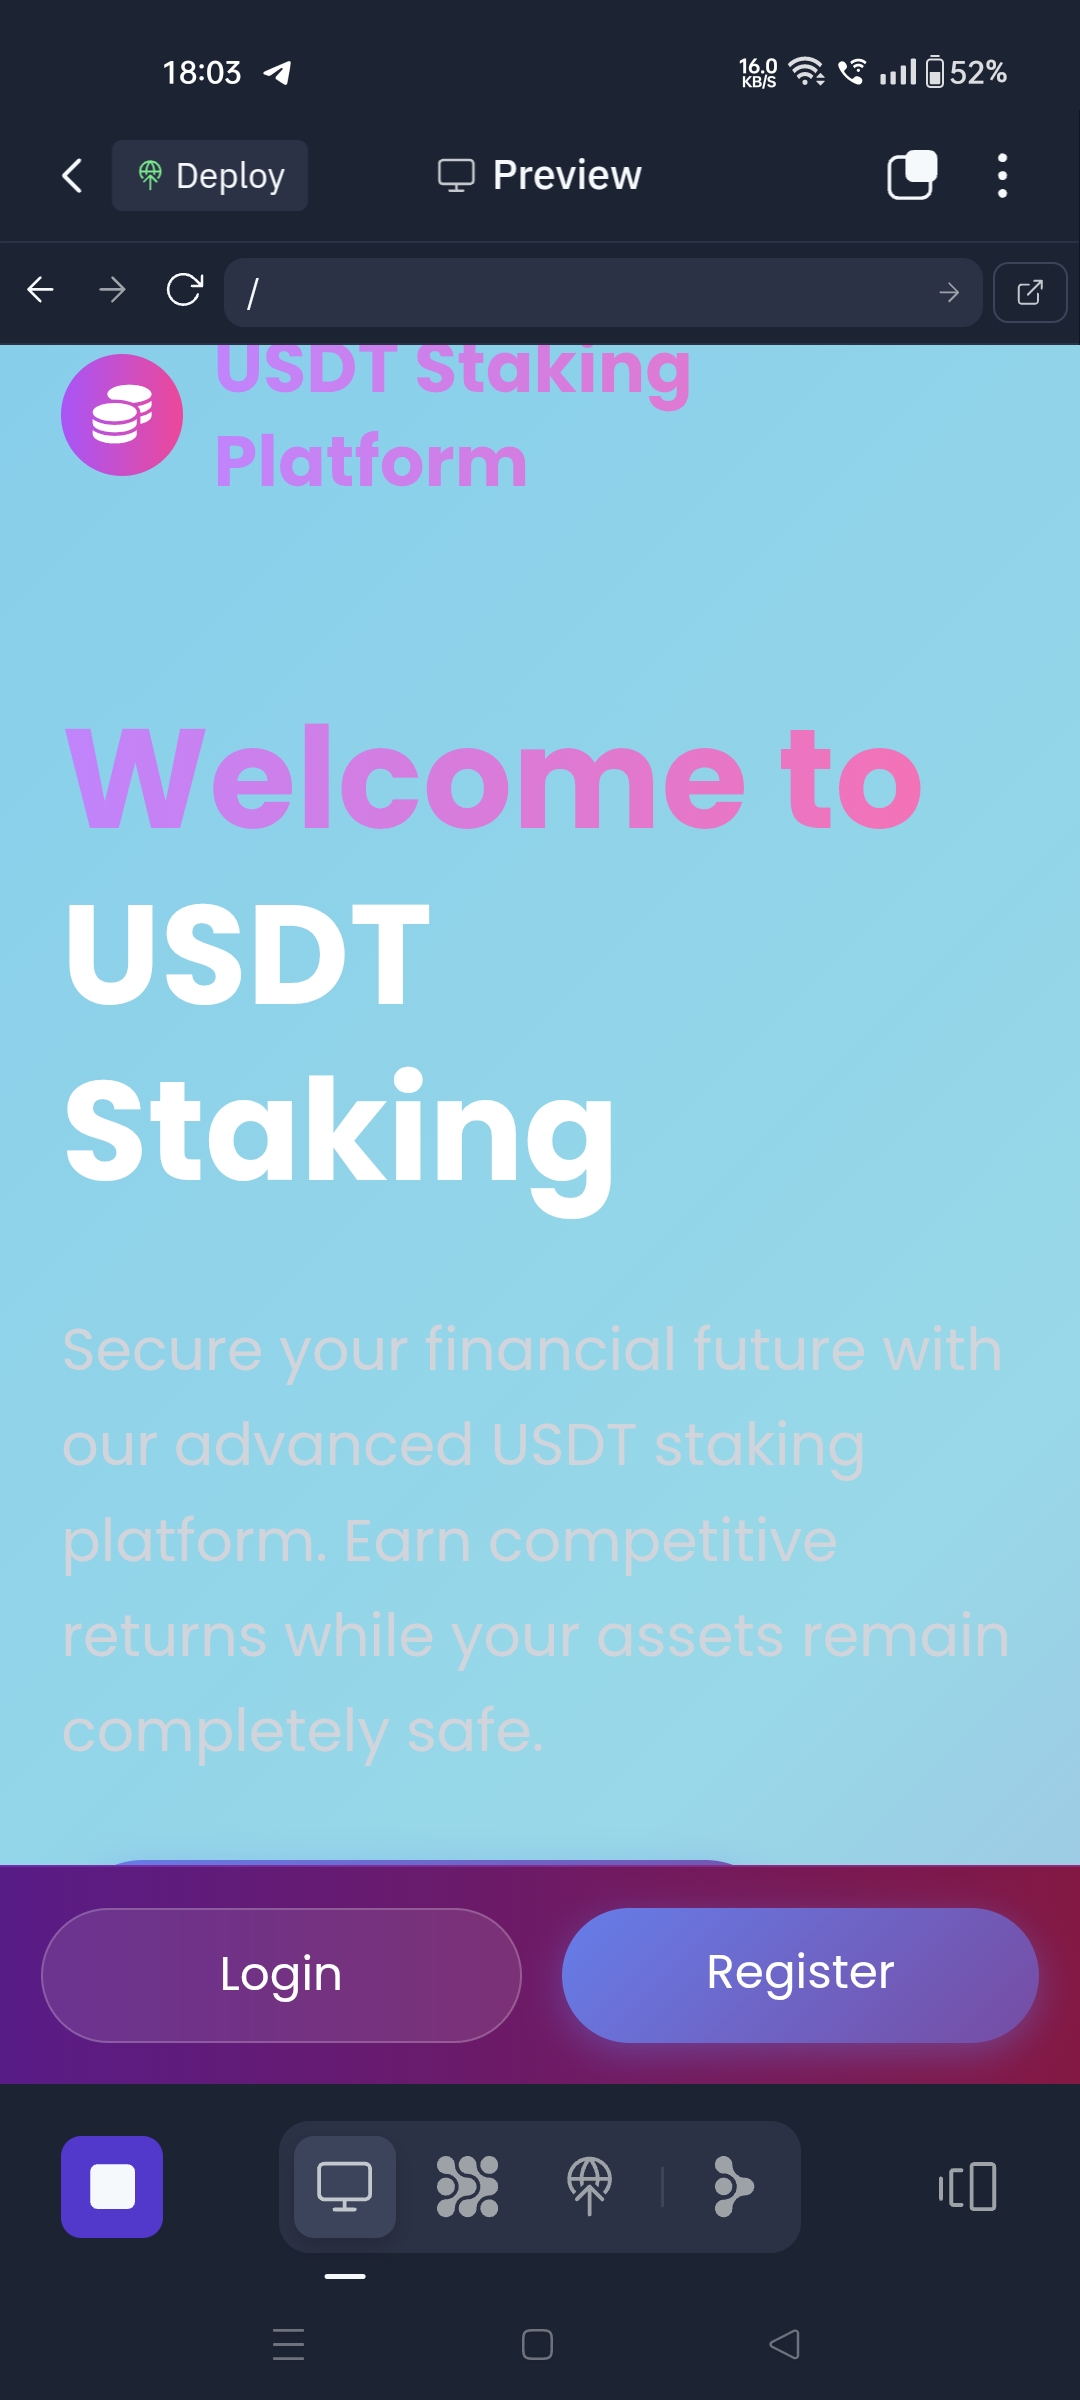 18:03
16.0
KB/S
52%
Deploy
Preview
/
USDT Staking
Platform
Welcome to
USDT
Staking
Secure your financial future with
our advanced USDT staking
platform. Earn competitive
returns while your assets remain
completely safe.
Login
Register